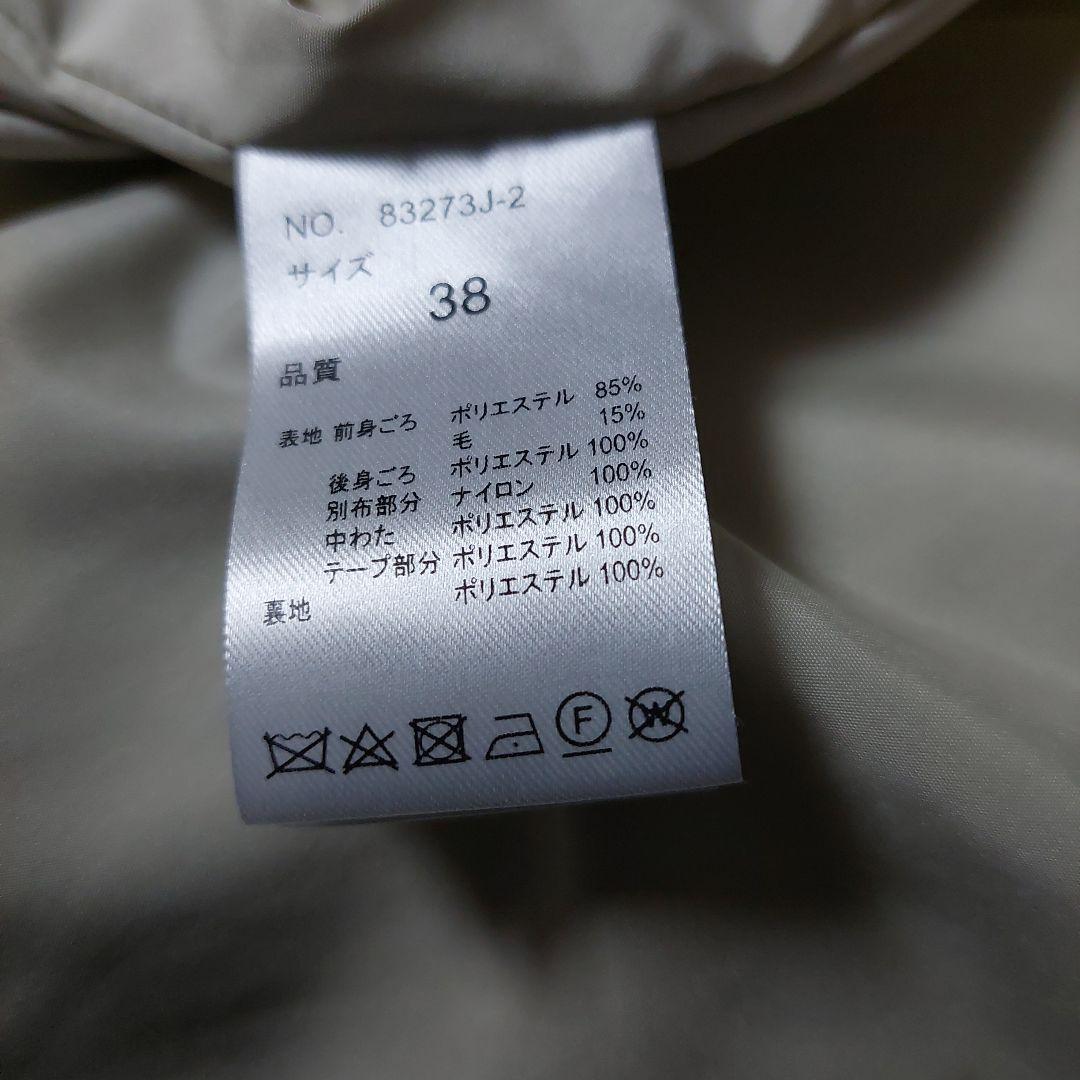 NO. 83273J-2
サイズ
38
品質
表地 前身ごろ ポリエステル 85%
毛 15%
後身ごろ ポリエステル 100%
別布部分 ナイロン 100%
中わた ポリエステル 100%
テープ部分 ポリエステル 100%
裏地 ポリエステル 100%
F W